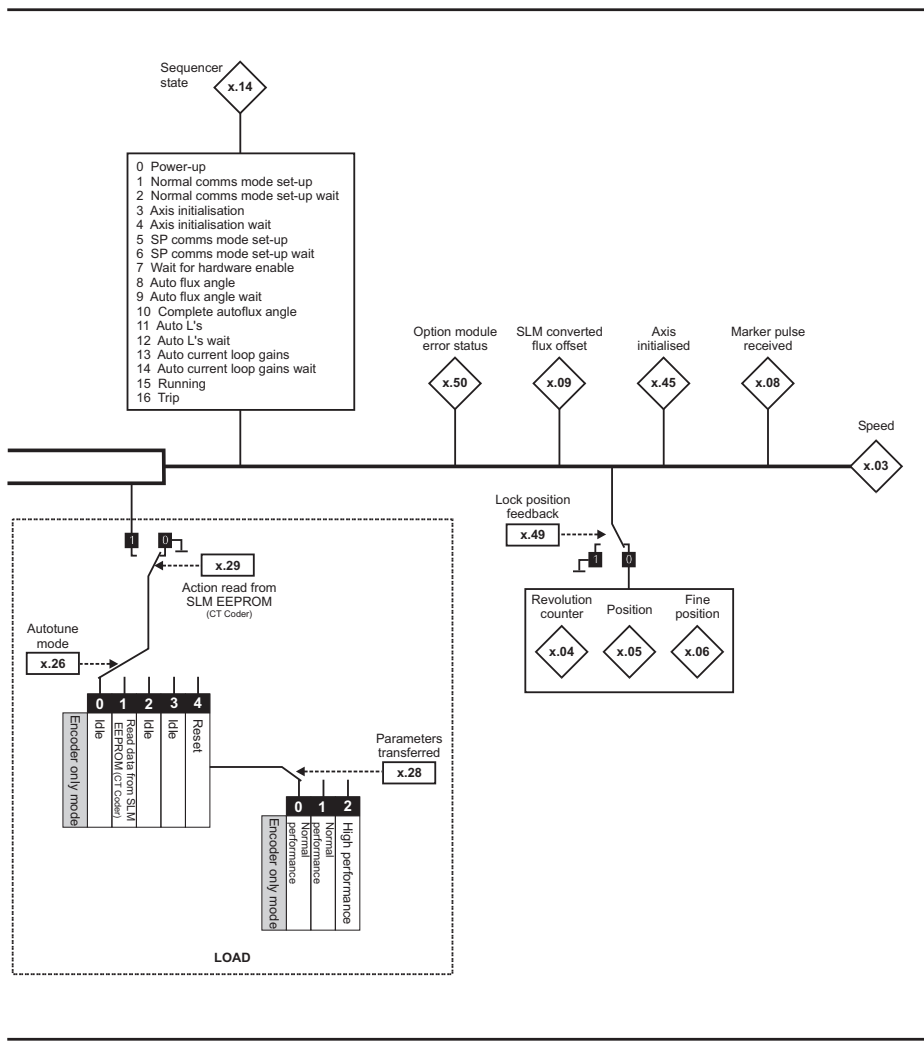 Sequencer
state
x.14
0 Power-up
1 Normal comms mode set-up
2 Normal comms mode set-up wait
3 Axis initialisation
4 Axis initialisation wait
5 SP comms mode set-up
6 SP comms mode set-up wait
7 Wait for hardware enable
8 Auto flux angle
9 Auto flux angle wait
10 Complete autoflux angle
11 Auto L's
12 Auto L's wait
13 Auto current loop gains
14 Auto current loop gains wait
15 Running
16 Trip
Option module
error status
x.50
SLM converted
flux offset
x.09
Axis
initialised
x.45
Marker pulse
received
x.08
Speed
x.03
Lock position
feedback
x.49
1 0
Revolution
counter
x.04
Position
x.05
Fine
position
x.06
1 0
x.29
Action read from
SLM EEPROM
(CT Coder)
Autotune
mode
x.26
0 1 2 3 4
Encoder only mode
Idle
Read data from SLM
EEPROM (CT Coder)
Idle
Idle
Reset
Parameters
transferred
x.28
0 1 2
Encoder only mode
Normal
performance
Normal
performance
High performance
LOAD